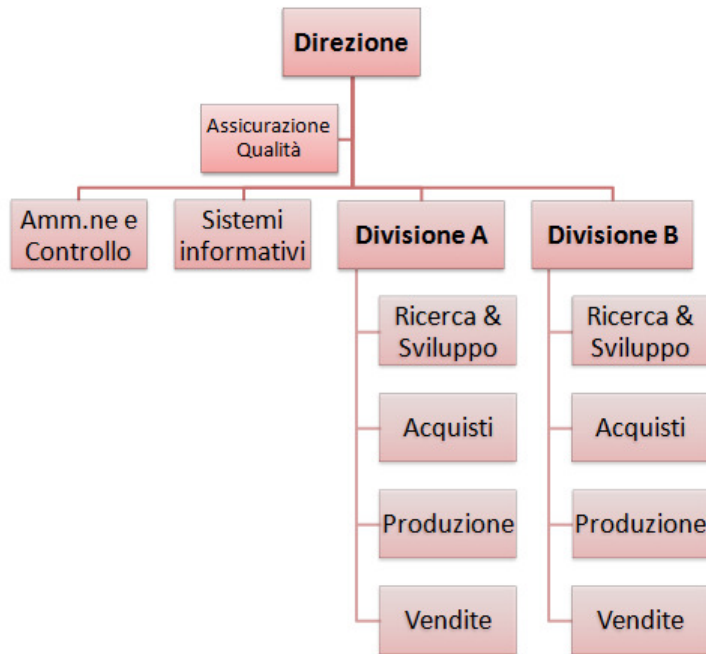 Direzione
Assicurazione
Qualità
Amm.ne e
Controllo
Sistemi
informativi
Divisione A
Divisione B
Ricerca &
Sviluppo
Acquisti
Produzione
Vendite
Ricerca &
Sviluppo
Acquisti
Produzione
Vendite